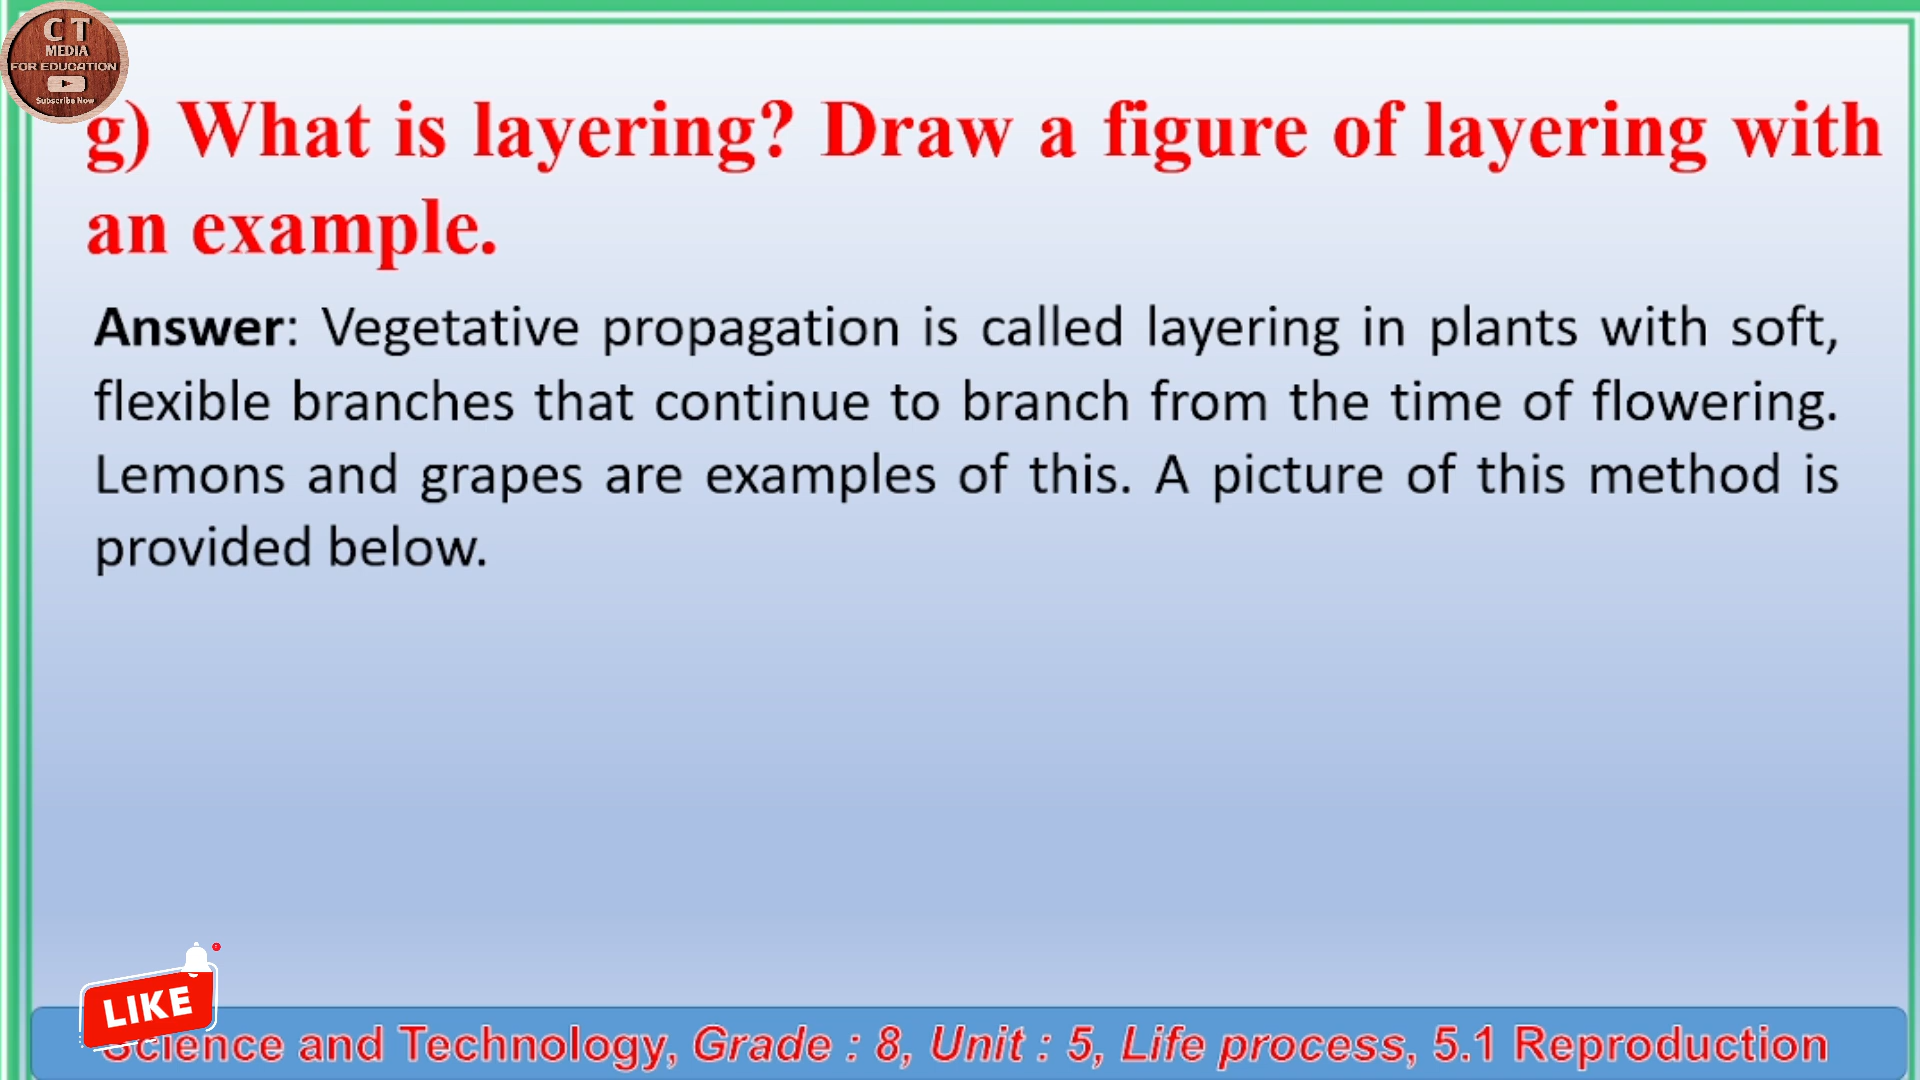 C T
MEDIA
FOR EDUCATION
Subscribe Now
g) What is layering? Draw a figure of layering with
an example.
Answer: Vegetative propagation is called layering in plants with soft,
flexible branches that continue to branch from the time of flowering.
Lemons and grapes are examples of this. A picture of this method is
provided below.
LIKE
Science and Technology, Grade : 8, Unit : 5, Life process, 5.1 Reproduction